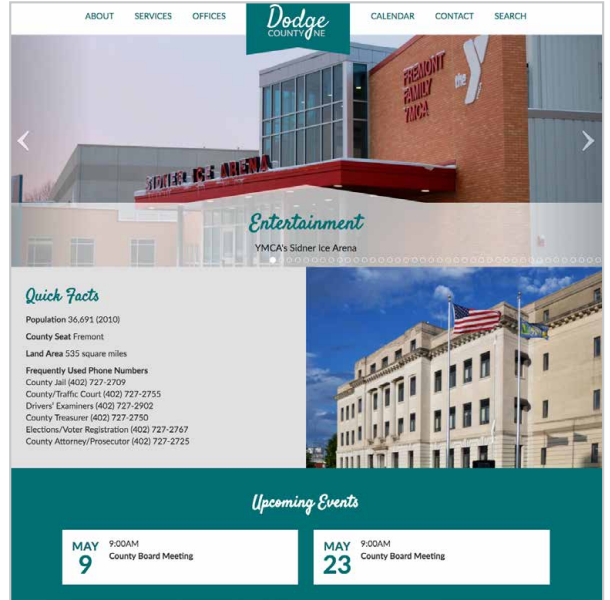 ABOUT SERVICES OFFICES
Dodge
COUNTY NE
CALENDAR CONTACT SEARCH
FREMONT
FAMILY
YMCA
the
SIDNER ICE ARENA
Entertainment
YMCA's Sidner Ice Arena
Quick Facts
Population 36,691 (2010)
County Seat Fremont
Land Area 535 square miles
Frequently Used Phone Numbers
County Jail (402) 727-2709
County/Traffic Court (402) 727-2755
Drivers' Examiners (402) 727-2902
County Treasurer (402) 727-2750
Elections/Voter Registration (402) 727-2767
County Attorney/Prosecutor (402) 727-2725
Upcoming Events
MAY
9
9:00AM
County Board Meeting
MAY
23
9:00AM
County Board Meeting